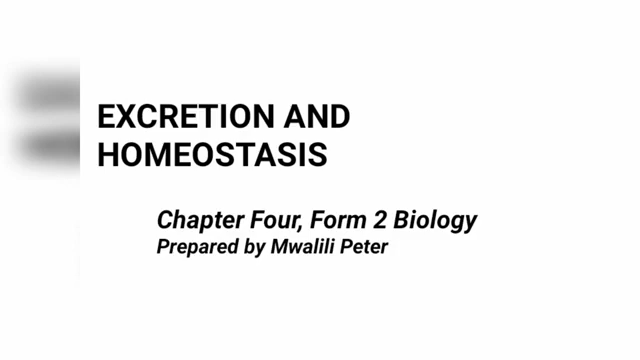 EXCRETION AND
HOMEOSTASIS
Chapter Four, Form 2 Biology
Prepared by Mwalili Peter